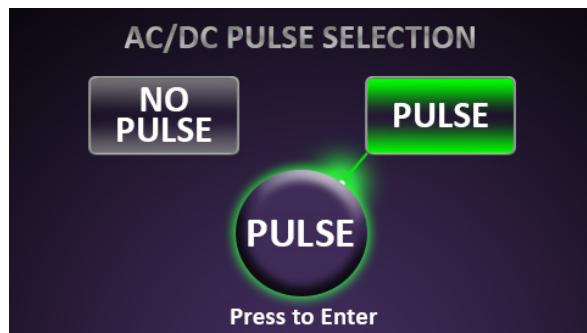 AC/DC PULSE SELECTION
NO
PULSE
PULSE
PULSE
Press to Enter